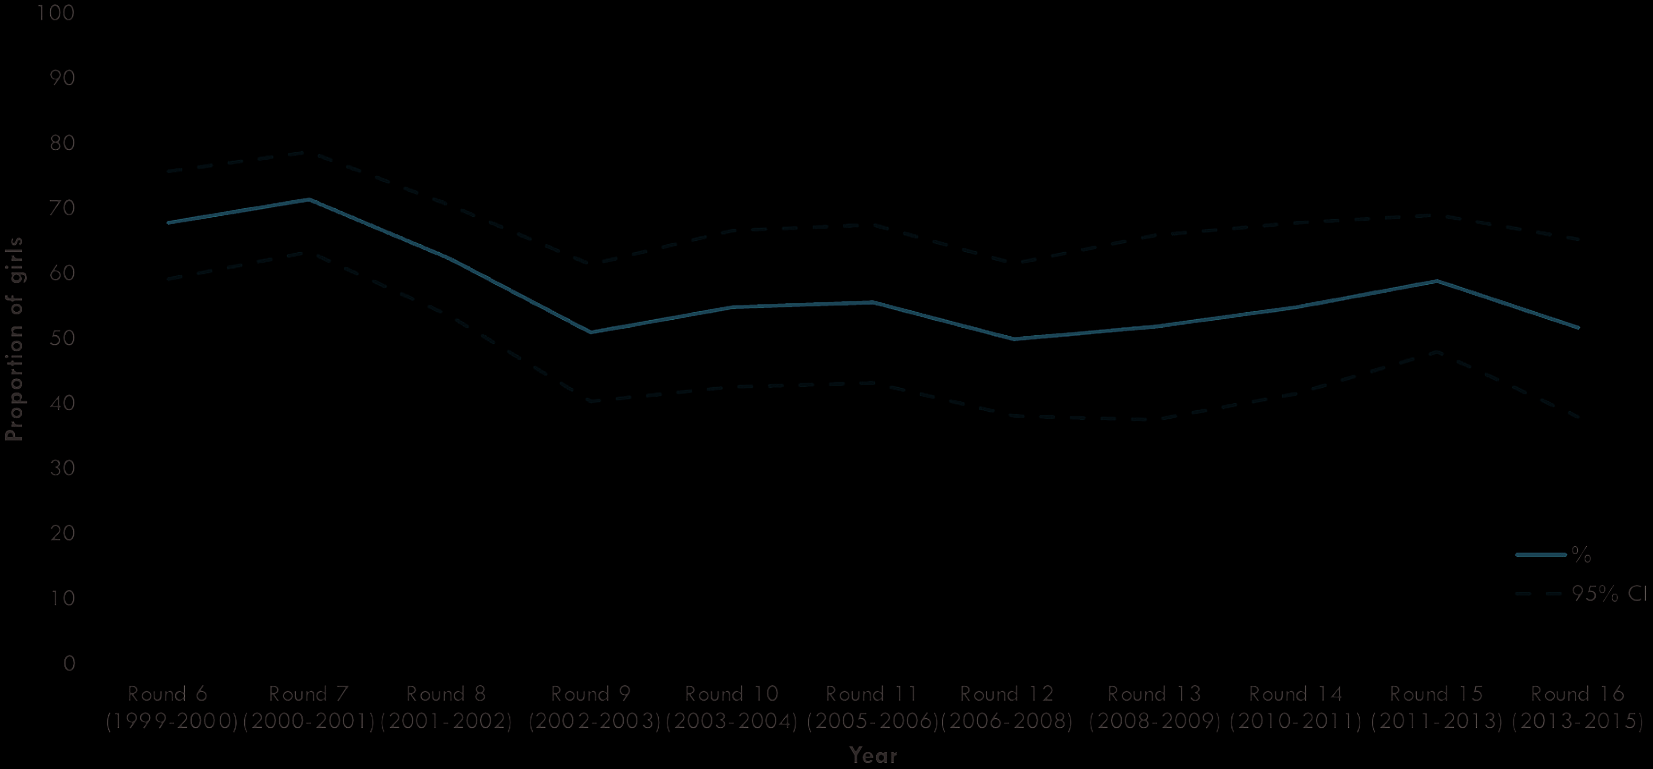 100
90
80
70
60
50
40
30
20
10
0
Proportion of girls
%
95% CI
Round 6 Round 7 Round 8 Round 9 Round 10 Round 11 Round 12 Round 13 Round 14 Round 15 Round 16
(1999-2000) (2000-2001) (2001-2002) (2002-2003) (2003-2004) (2005-2006) (2006-2008) (2008-2009) (2010-2011) (2011-2013) (2013-2015)
Year